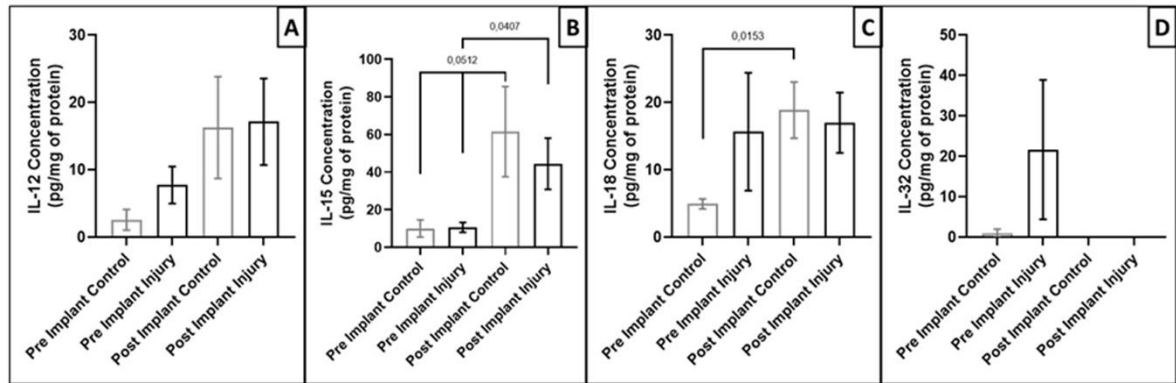 A
IL-12 Concentration
(pg/mg of protein)
30
20
10
0
Pre Implant Control
Pre Implant Injury
Post Implant Control
Post Implant Injury
B
IL-15 Concentration
(pg/mg of protein)
0,0407
0,0512
100
80
60
40
20
0
Pre Implant Control
Pre Implant Injury
Post Implant Control
Post Implant Injury
C
IL-18 Concentration
(pg/mg of protein)
0,0153
30
20
10
0
Pre Implant Control
Pre Implant Injury
Post Implant Control
Post Implant Injury
D
IL-32 Concentration
(pg/mg of protein)
50
40
30
20
10
0
Pre Implant Control
Pre Implant Injury
Post Implant Control
Post Implant Injury